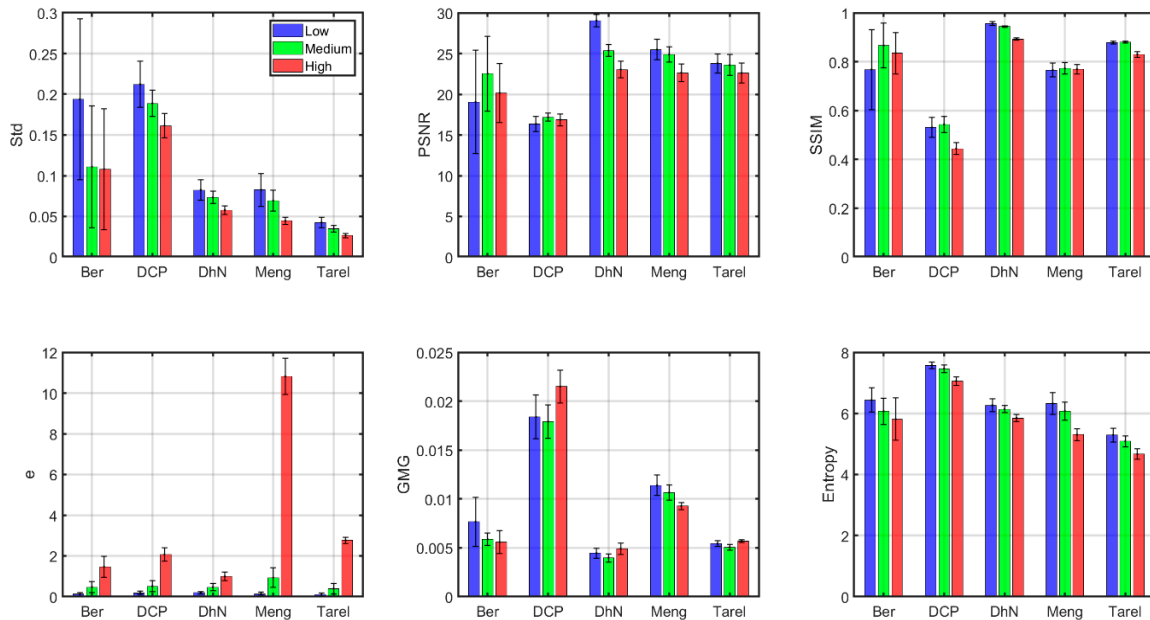 Std
0.3
0.25
0.2
0.15
0.1
0.05
0
Low
Medium
High
Ber DCP DhN Meng Tarel
PSNR
30
25
20
15
10
5
0
Ber DCP DhN Meng Tarel
SSIM
1
0.8
0.6
0.4
0.2
0
Ber DCP DhN Meng Tarel
e
12
10
8
6
4
2
0
Ber DCP DhN Meng Tarel
GMG
0.025
0.02
0.015
0.01
0.005
0
Ber DCP DhN Meng Tarel
Entropy
8
6
4
2
0
Ber DCP DhN Meng Tarel